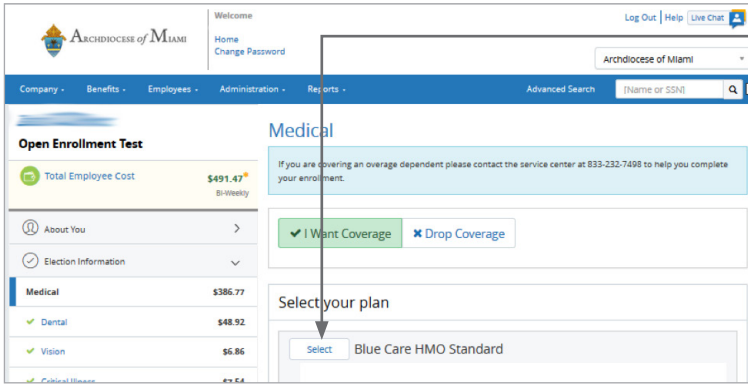 Welcome
Log Out | Help Live Chat
ARCHDIOCESE of MIAMI
Home
Change Password
Archdiocese of Miami
Company Benefits Employees Administration Reports Advanced Search [Name or SSN]
Open Enrollment Test
Total Employee Cost $491.47
Bi-Weekly
About You
Election Information
Medical $386.77
Dental $48.92
Vision $6.86
Critical Illness $7.54
Medical
If you are covering an overage dependent please contact the service center at 833-232-7498 to help you complete
your enrollment.
I Want Coverage Drop Coverage
Select your plan
Select Blue Care HMO Standard